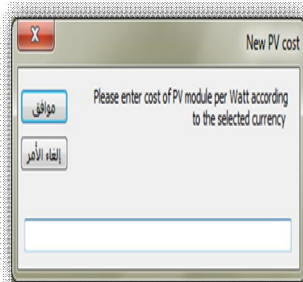 New PV cost
Please enter cost of PV module per Watt according
to the selected currency
موافق
إلغاء الأمر